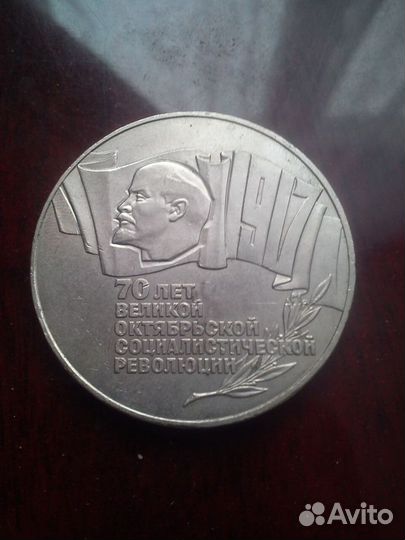 1917
70 ЛЕТ
ВЕЛИКОЙ
ОКТЯБРЬСКОЙ
СОЦИАЛИСТИЧЕСКОЙ
РЕВОЛЮЦИИ
Avito